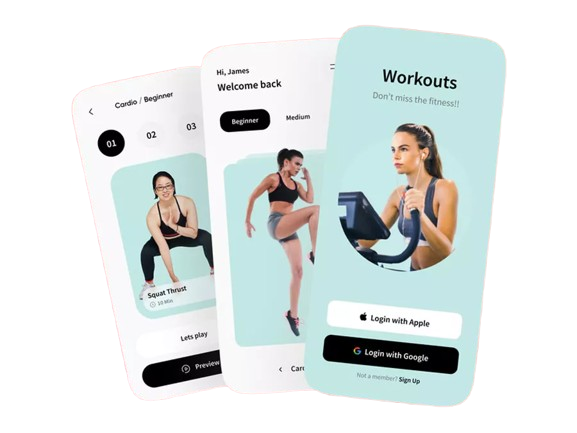 Cardio / Beginner
01
02
03
Squat Thrust
10 Min
Lets play
Preview
Hi, James
Welcome back
Beginner
Medium
Workouts
Don't miss the fitness!!
Login with Apple
Login with Google
Not a member? Sign Up